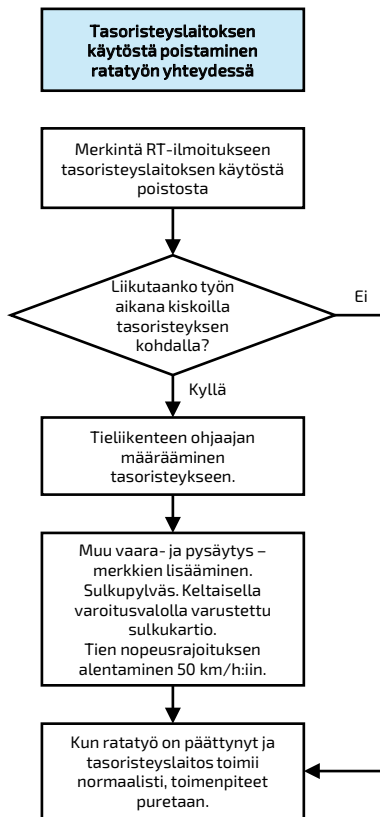 Tasoristeyslaitoksen
käytöstä poistaminen
ratatyön yhteydessä
Merkintä RT-ilmoitukseen
tasoristeyslaitoksen käytöstä
poistosta
Liikutaanko työn
aikana kiskoilla
tasoristeyksen
kohdalla?
Ei
Kyllä
Tieliikenteen ohjaajan
määrääminen
tasoristeykseen.
Muu vaara- ja pysäytys –
merkkien lisääminen.
Sulkupylväs. Keltaisella
varoitusvalolla varustettu
sulkukartio.
Tien nopeusrajoituksen
alentaminen 50 km/h:iin.
Kun ratatyö on päättynyt ja
tasoristeyslaitos toimii
normaalisti, toimenpiteet
puretaan.